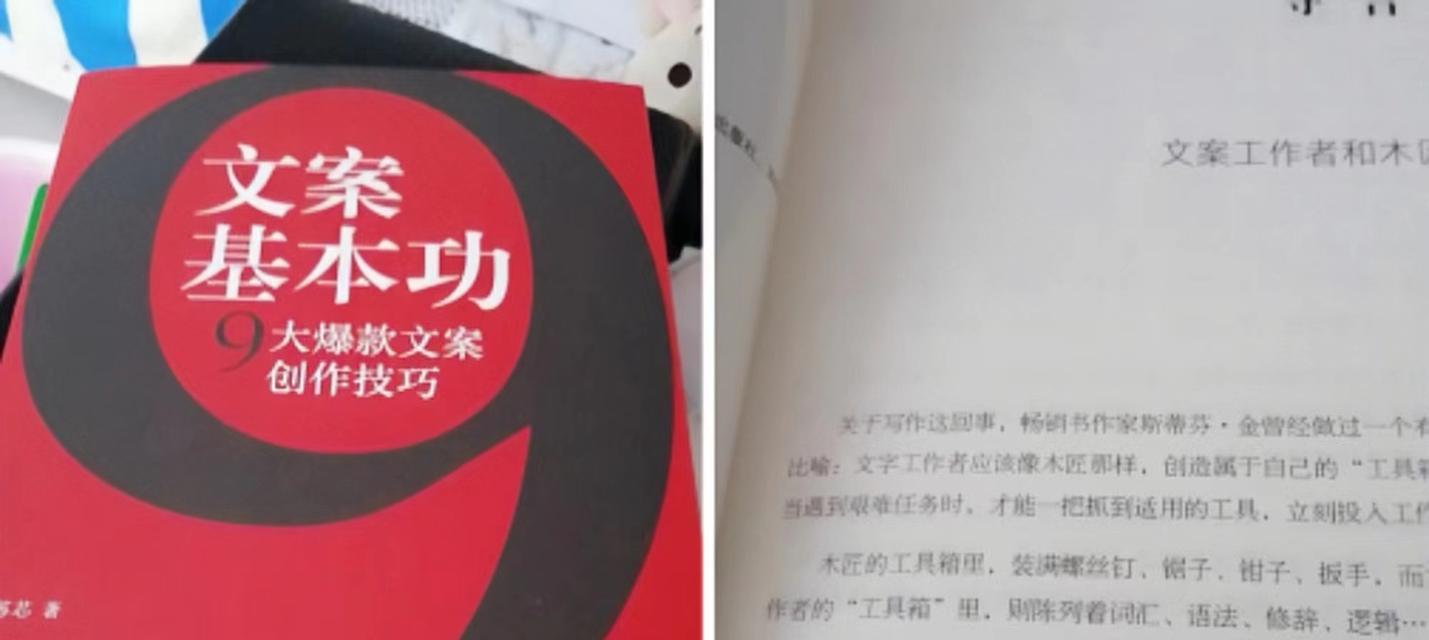 文案
基本功
9大爆款文案
创作技巧
苏芯 著
文案工作者和木
关于写作这回事，畅销书作家斯蒂芬·金曾经做过一个有
比喻：文字工作者应该像木匠那样，创造属于自己的“工具箱
当遇到艰难任务时，才能一把抓到适用的工具，立刻投入工作
木匠的工具箱里，装满螺丝钉、锯子、钳子、扳手，而
作者的“工具箱”里，则陈列着词汇、语法、修辞、逻辑…